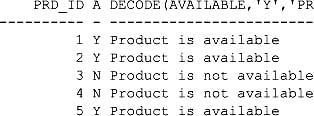 PRD_ID A DECODE(AVAILABLE,'Y','PR
---------- - --------------------------
1 Y Product is available
2 Y Product is available
3 N Product is not available
4 N Product is not available
5 Y Product is available